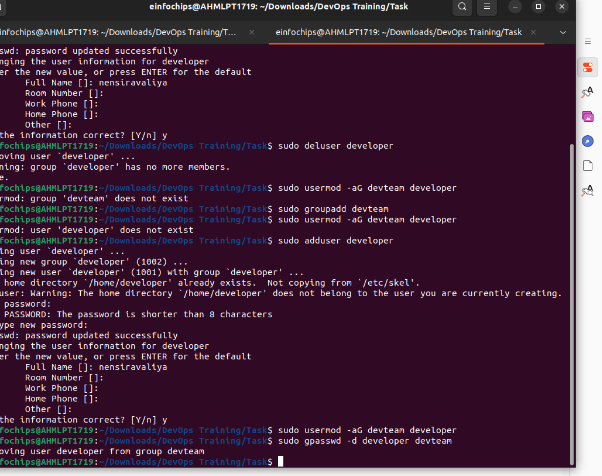 einfochips@AHMLPT1719: ~/Downloads/DevOps Training/Task
nfochips@AHMLPT1719: ~/Downloads/DevOps Training/T...
einfochips@AHMLPT1719: ~/Downloads/DevOps Training/Task
swd: password updated successfully
nging the user information for developer
er the new value, or press ENTER for the default
Full Name []: nensiravaliya
Room Number []:
Work Phone []:
Home Phone []:
Other []:
the information correct? [Y/n] y
fochips@AHMLPT1719:~/Downloads/DevOps Training/Task$ sudo deluser developer
oving user `developer' ...
ning: group `developer' has no more members.
e.
fochips@AHMLPT1719:~/Downloads/DevOps Training/Task$ sudo usermod -aG devteam developer
rmod: group 'devteam' does not exist
fochips@AHMLPT1719:~/Downloads/DevOps Training/Task$ sudo groupadd devteam
fochips@AHMLPT1719:~/Downloads/DevOps Training/Task$ sudo usermod -aG devteam developer
rmod: user 'developer' does not exist
fochips@AHMLPT1719:~/Downloads/DevOps Training/Task$ sudo adduser developer
ing user `developer' ...
ing new group `developer' (1002) ...
ing new user `developer' (1001) with group `developer' ...
home directory `/home/developer' already exists.  Not copying from `/etc/skel'.
user: Warning: The home directory `/home/developer' does not belong to the user you are currently creating.
password:
PASSWORD: The password is shorter than 8 characters
ype new password:
swd: password updated successfully
nging the user information for developer
er the new value, or press ENTER for the default
Full Name []: nensiravaliya
Room Number []:
Work Phone []:
Home Phone []:
Other []:
the information correct? [Y/n] y
fochips@AHMLPT1719:~/Downloads/DevOps Training/Task$ sudo usermod -aG devteam developer
fochips@AHMLPT1719:~/Downloads/DevOps Training/Task$ sudo gpasswd -d developer devteam
oving user developer from group devteam
fochips@AHMLPT1719:~/Downloads/DevOps Training/Task$